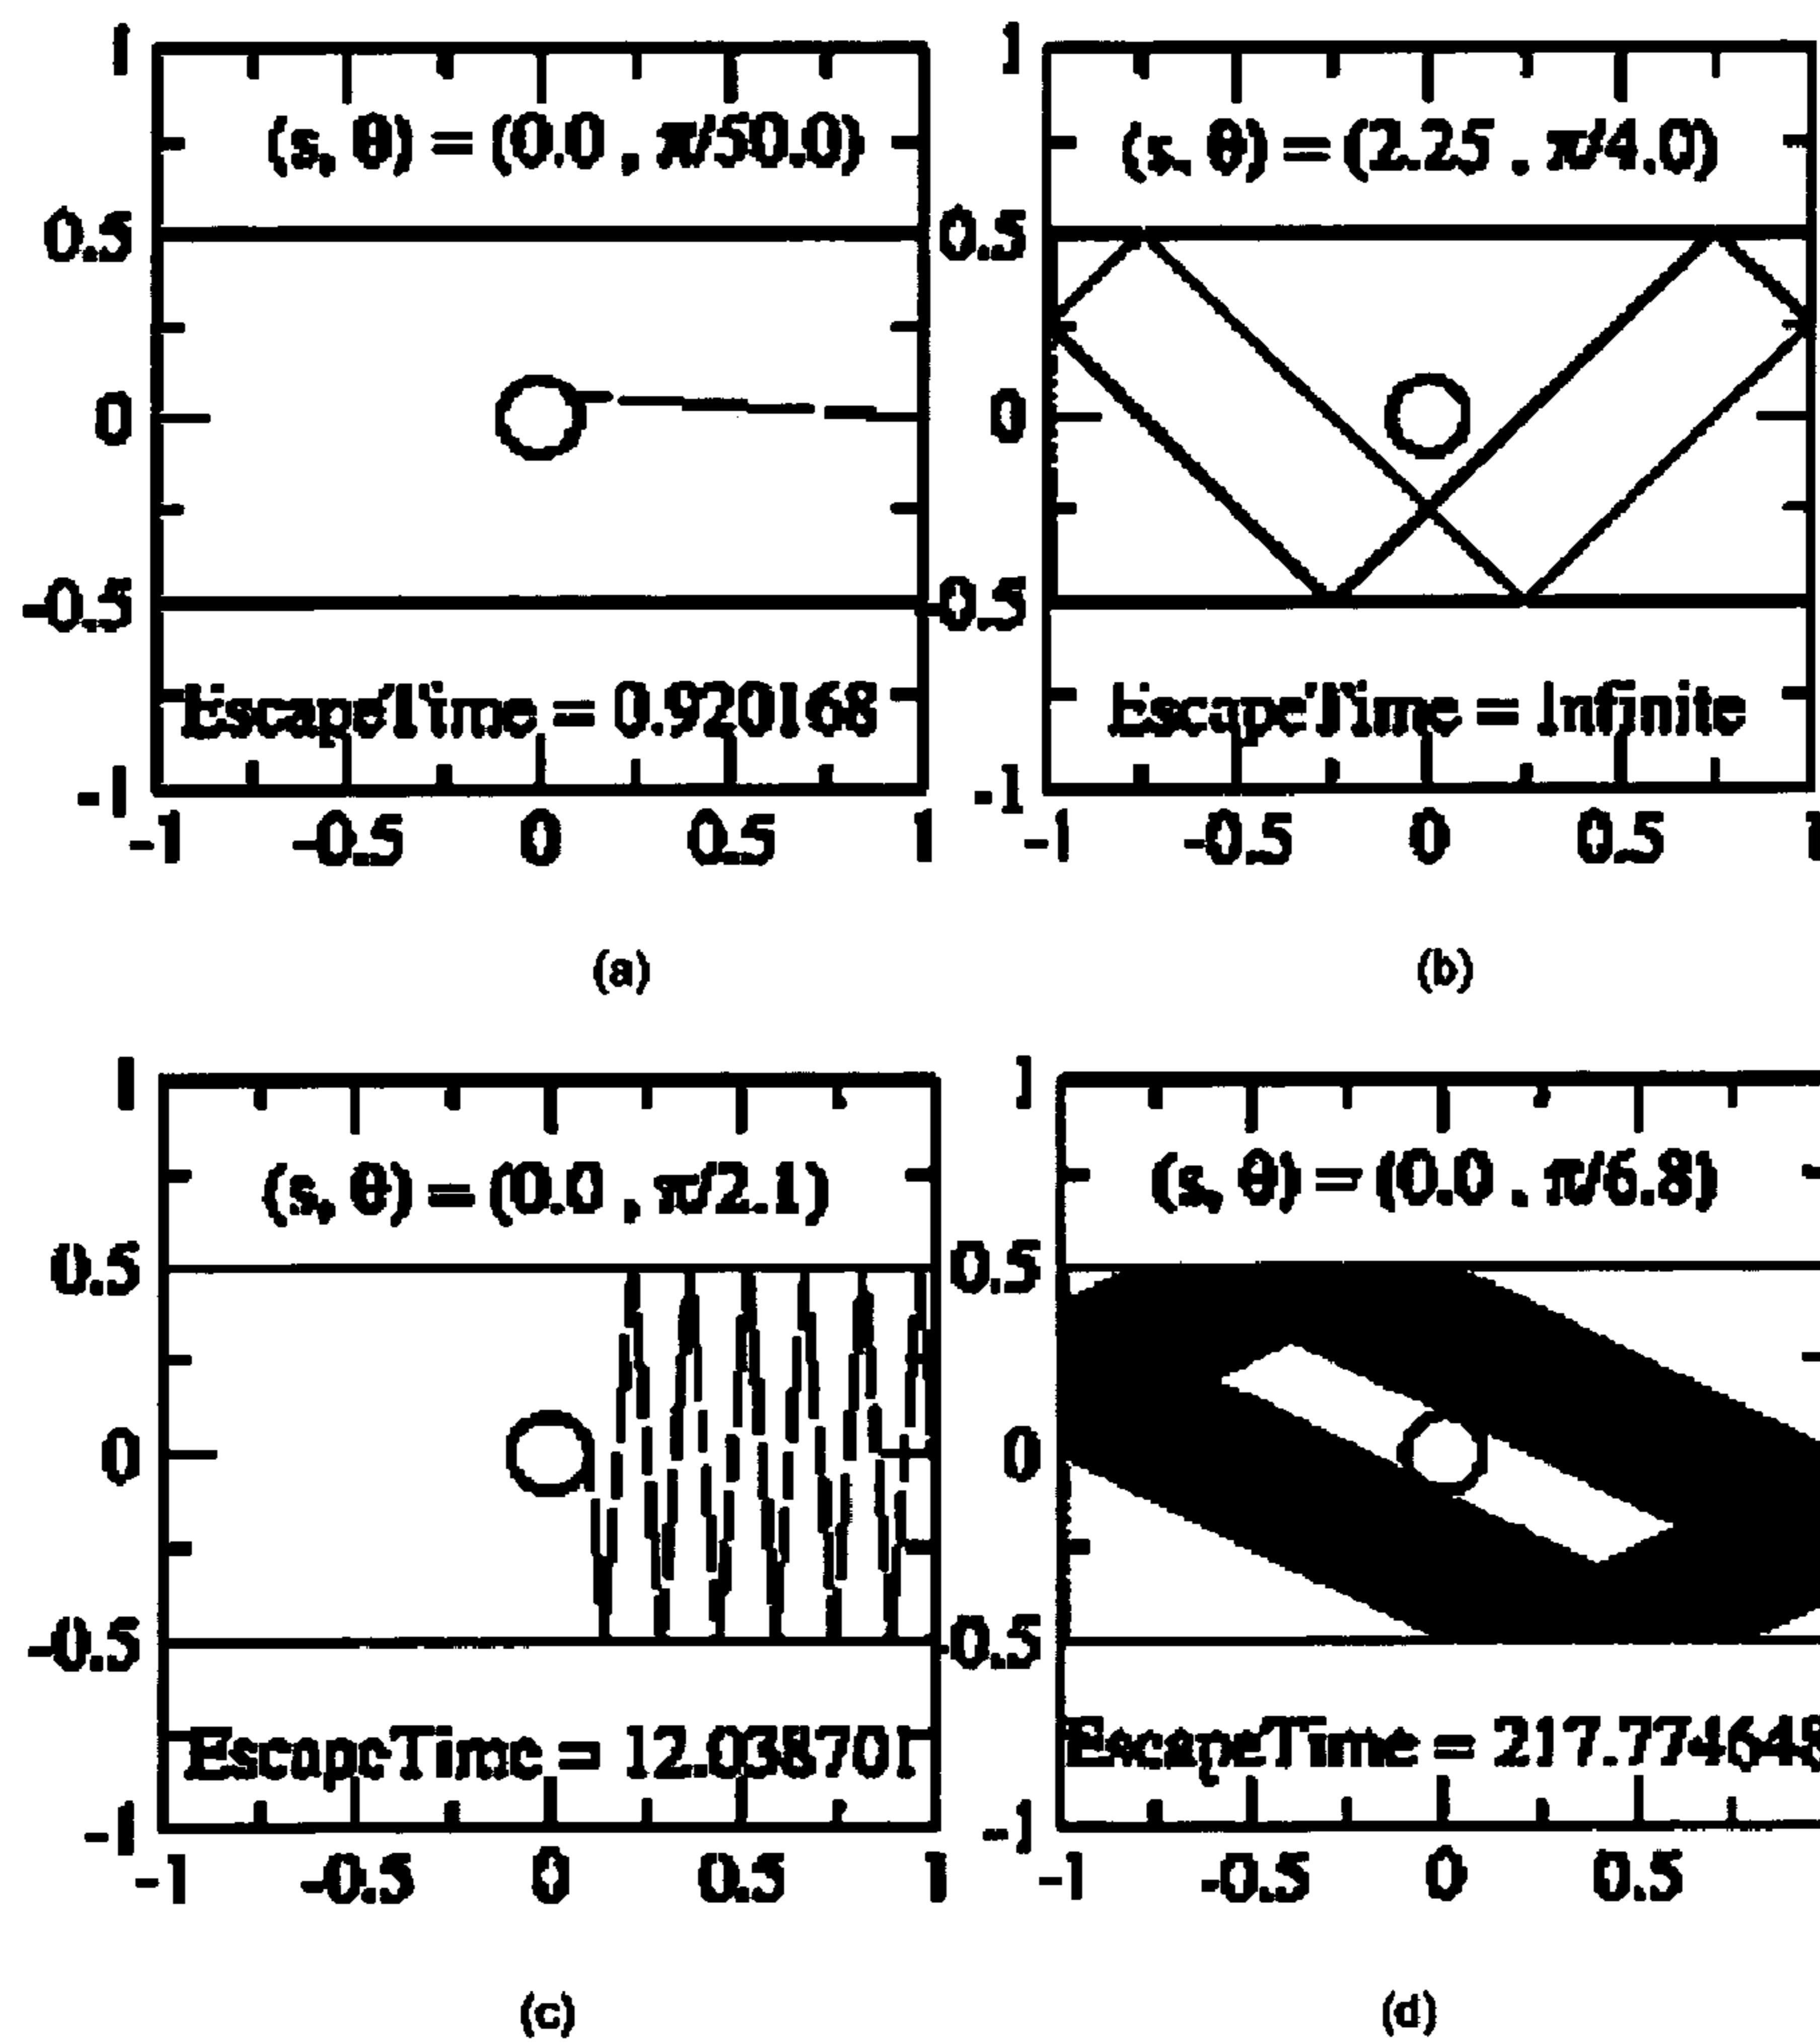 1 1
(s, θ) = (0.0 , π/50.0) (s, θ) = (2.25 , π/4.0)
0.5 0.5
0 0
-0.5 -0.5
EscapeTime = 0.920168 EscapeTime = Infinite
-1 -1
-1 -0.5 0 0.5 1 -1 -0.5 0 0.5 1
(a) (b)
1 1
(s, θ) = (0.0 , π/2.1) (s, θ) = (0.0 , π/6.8)
0.5 0.5
0 0
-0.5 -0.5
EscapeTime = 12.038701 EscapeTime = 217.774648
-1 -1
-1 -0.5 0 0.5 1 -1 -0.5 0 0.5
(c) (d)